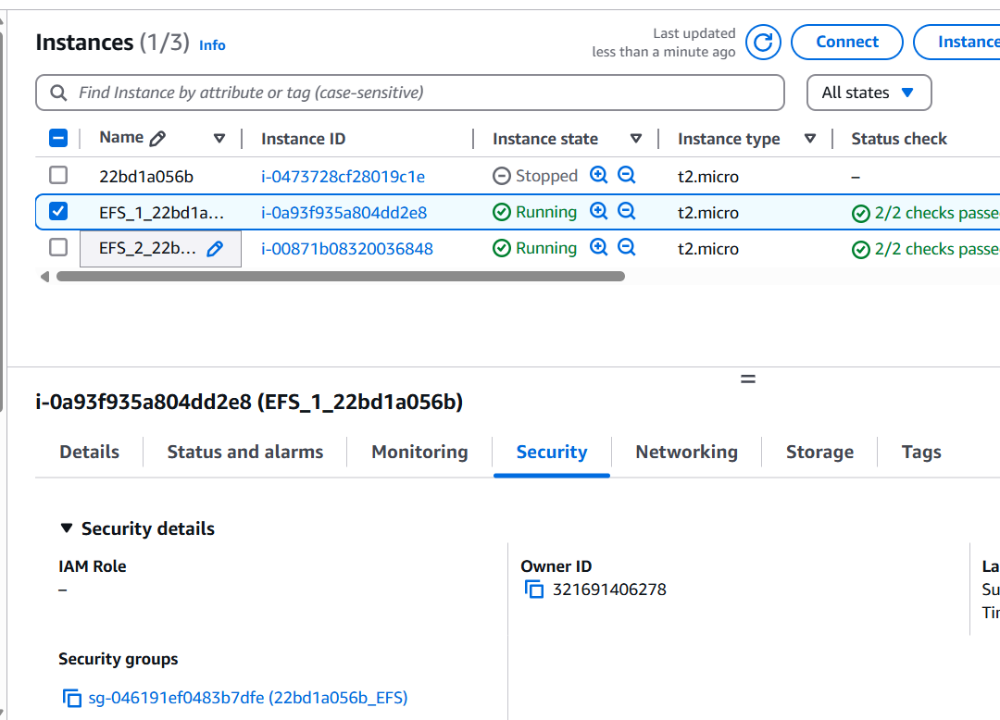 Instances (1/3) Info
Last updated
less than a minute ago
Connect
Instance
Find Instance by attribute or tag (case-sensitive)
All states
Name Instance ID Instance state Instance type Status check
22bd1a056b i-0473728cf28019c1e Stopped t2.micro –
EFS_1_22bd1a... i-0a93f935a804dd2e8 Running t2.micro 2/2 checks passe
EFS_2_22b... i-00871b08320036848 Running t2.micro 2/2 checks passe
i-0a93f935a804dd2e8 (EFS_1_22bd1a056b)
Details Status and alarms Monitoring Security Networking Storage Tags
Security details
IAM Role
–
Owner ID
321691406278
La
Su
Tir
Security groups
sg-046191ef0483b7dfe (22bd1a056b_EFS)